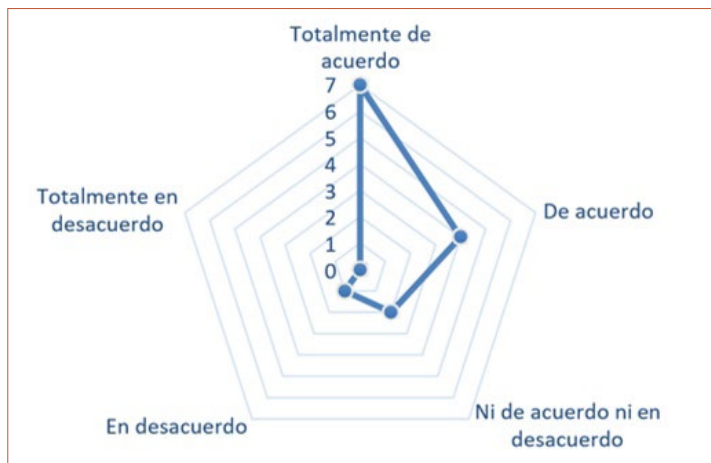 Totalmente de
acuerdo
7
6
5
4
3
2
1
0
Totalmente en
desacuerdo
De acuerdo
En desacuerdo
Ni de acuerdo ni en
desacuerdo